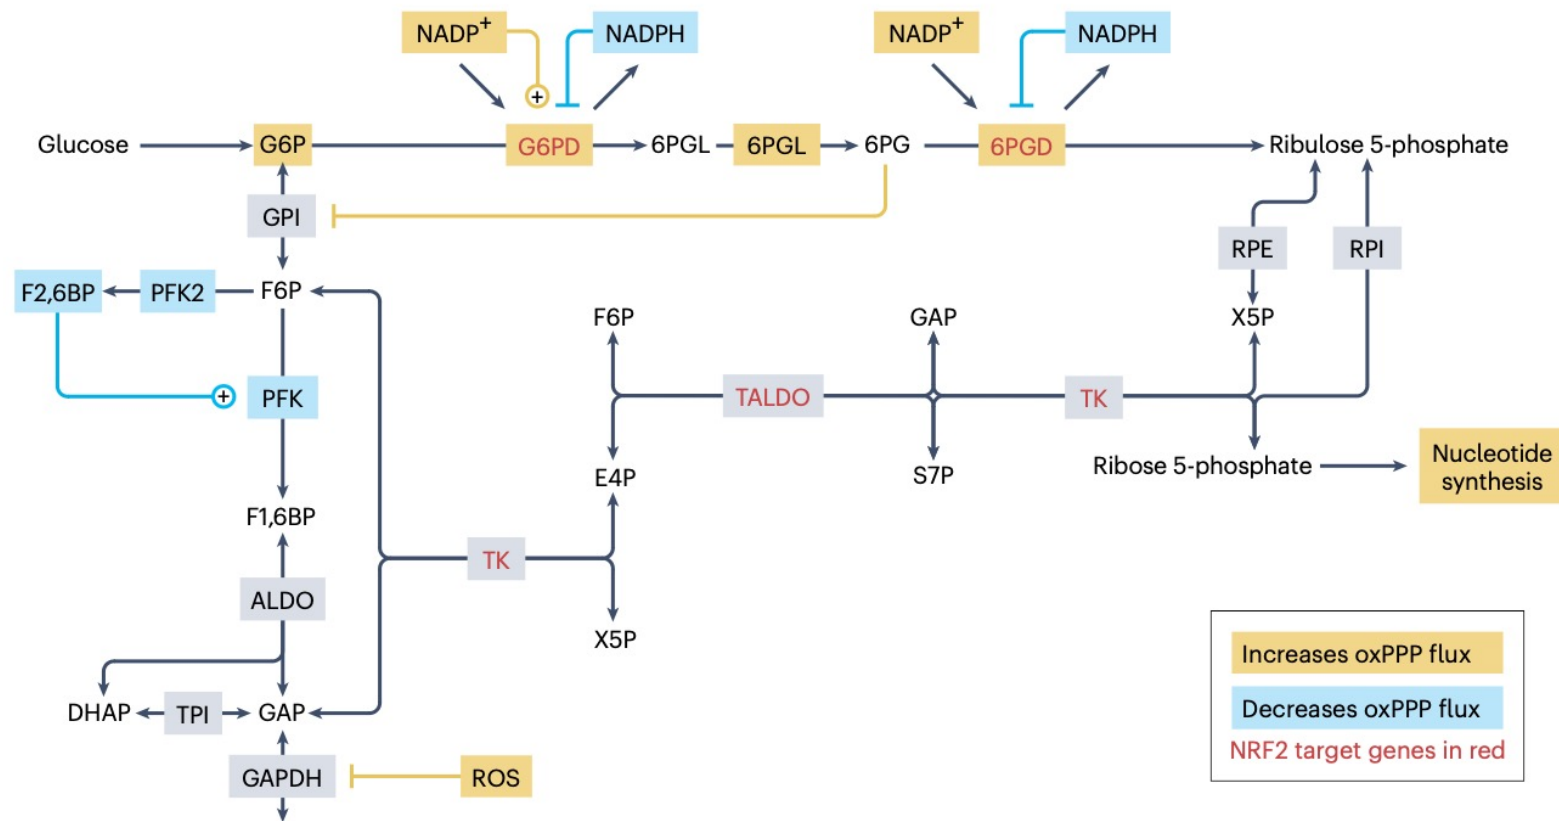 NADP+ NADPH NADP+ NADPH
Glucose G6P G6PD 6PGL 6PGL 6PG 6PGD Ribulose 5-phosphate
GPI
RPE RPI
F2,6BP PFK2 F6P
F6P GAP X5P
+ PFK TALDO TK
Ribose 5-phosphate
Nucleotide
synthesis
E4P S7P
F1,6BP
TK
ALDO
X5P
DHAP TPI GAP
GAPDH ROS
+
Increases oxPPP flux
Decreases oxPPP flux
NRF2 target genes in red